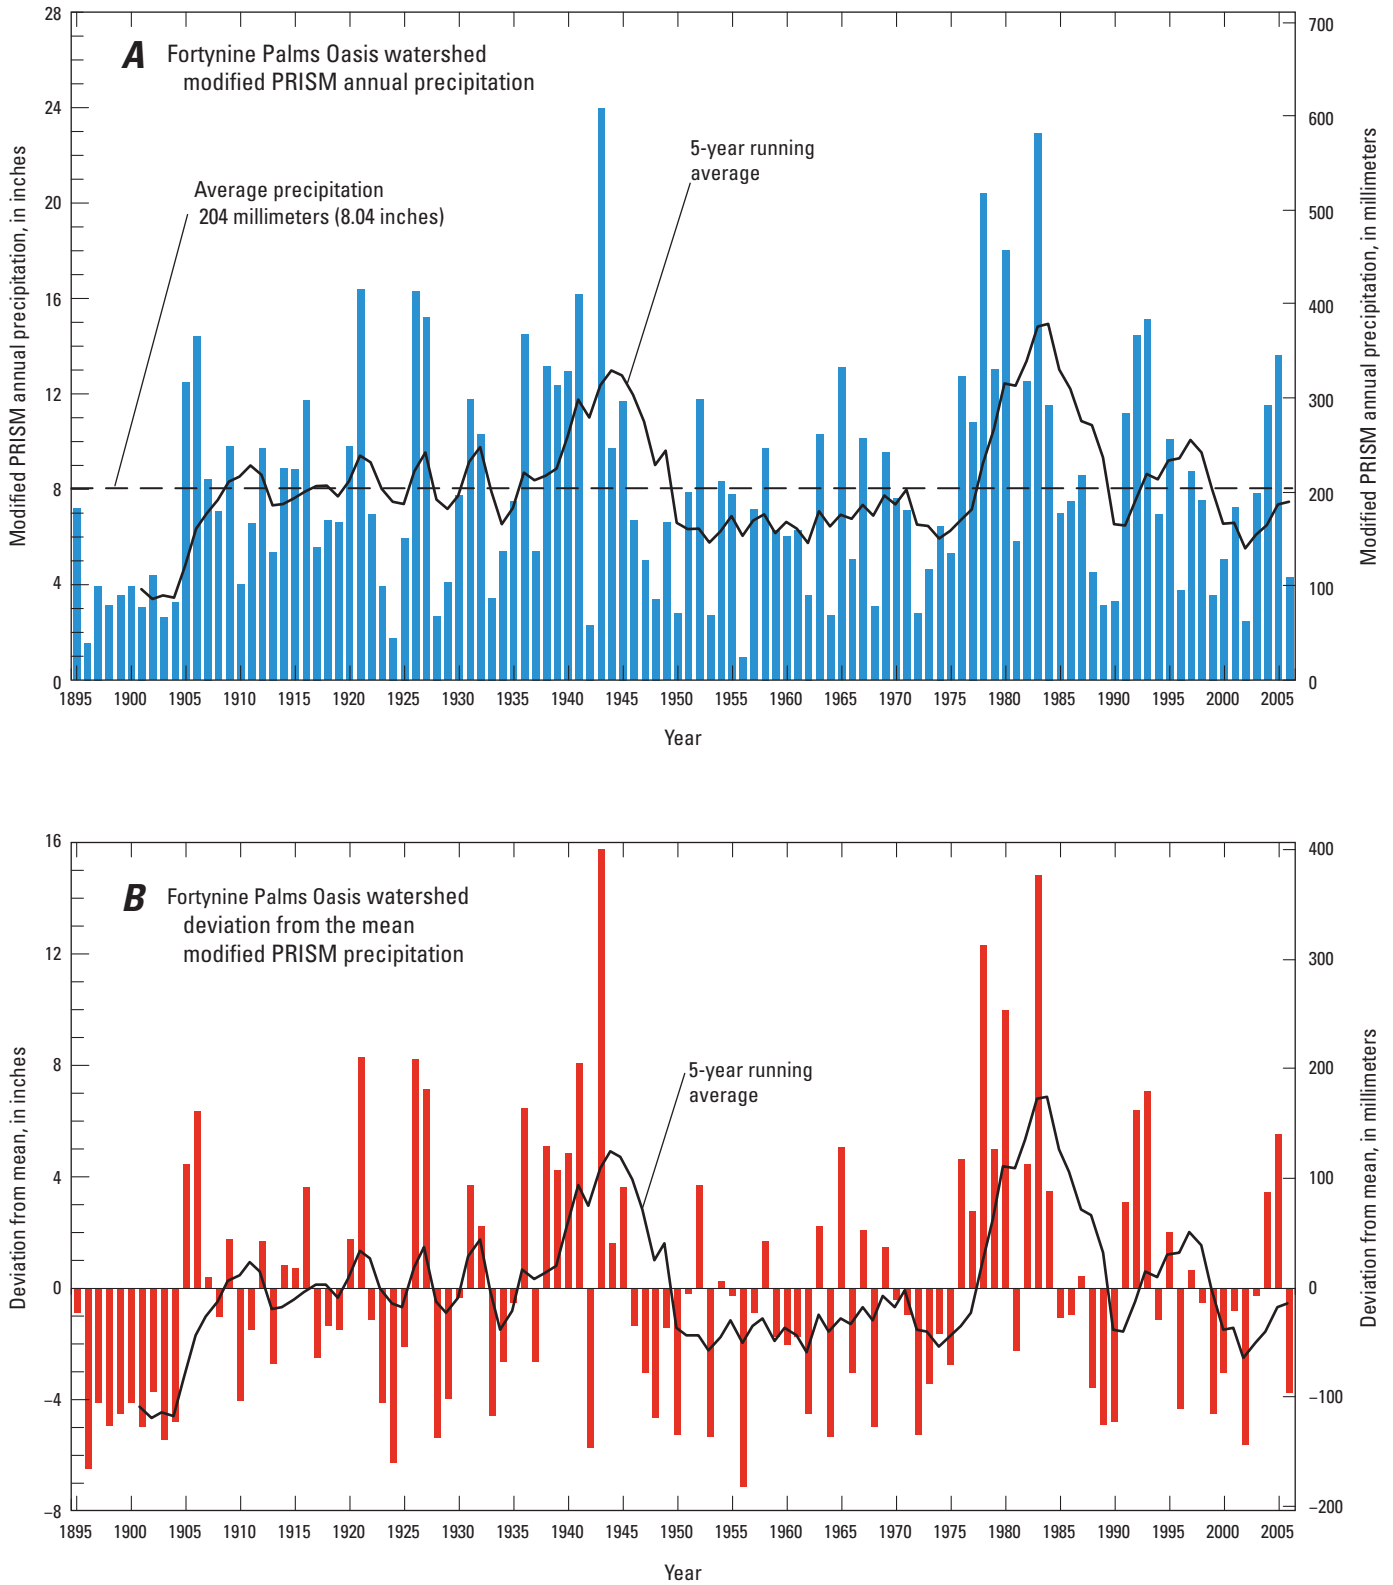 A Fortynine Palms Oasis watershed
modified PRISM annual precipitation
Average precipitation
204 millimeters (8.04 inches)
5-year running
average
Modified PRISM annual precipitation, in inches
28
24
20
16
12
8
4
0
Modified PRISM annual precipitation, in millimeters
700
600
500
400
300
200
100
0
1895 1900 1905 1910 1915 1920 1925 1930 1935 1940 1945 1950 1955 1960 1965 1970 1975 1980 1985 1990 1995 2000 2005
Year
B Fortynine Palms Oasis watershed
deviation from the mean
modified PRISM precipitation
5-year running
average
Deviation from mean, in inches
16
12
8
4
0
–4
–8
Deviation from mean, in millimeters
400
300
200
100
0
–100
–200
1895 1900 1905 1910 1915 1920 1925 1930 1935 1940 1945 1950 1955 1960 1965 1970 1975 1980 1985 1990 1995 2000 2005
Year